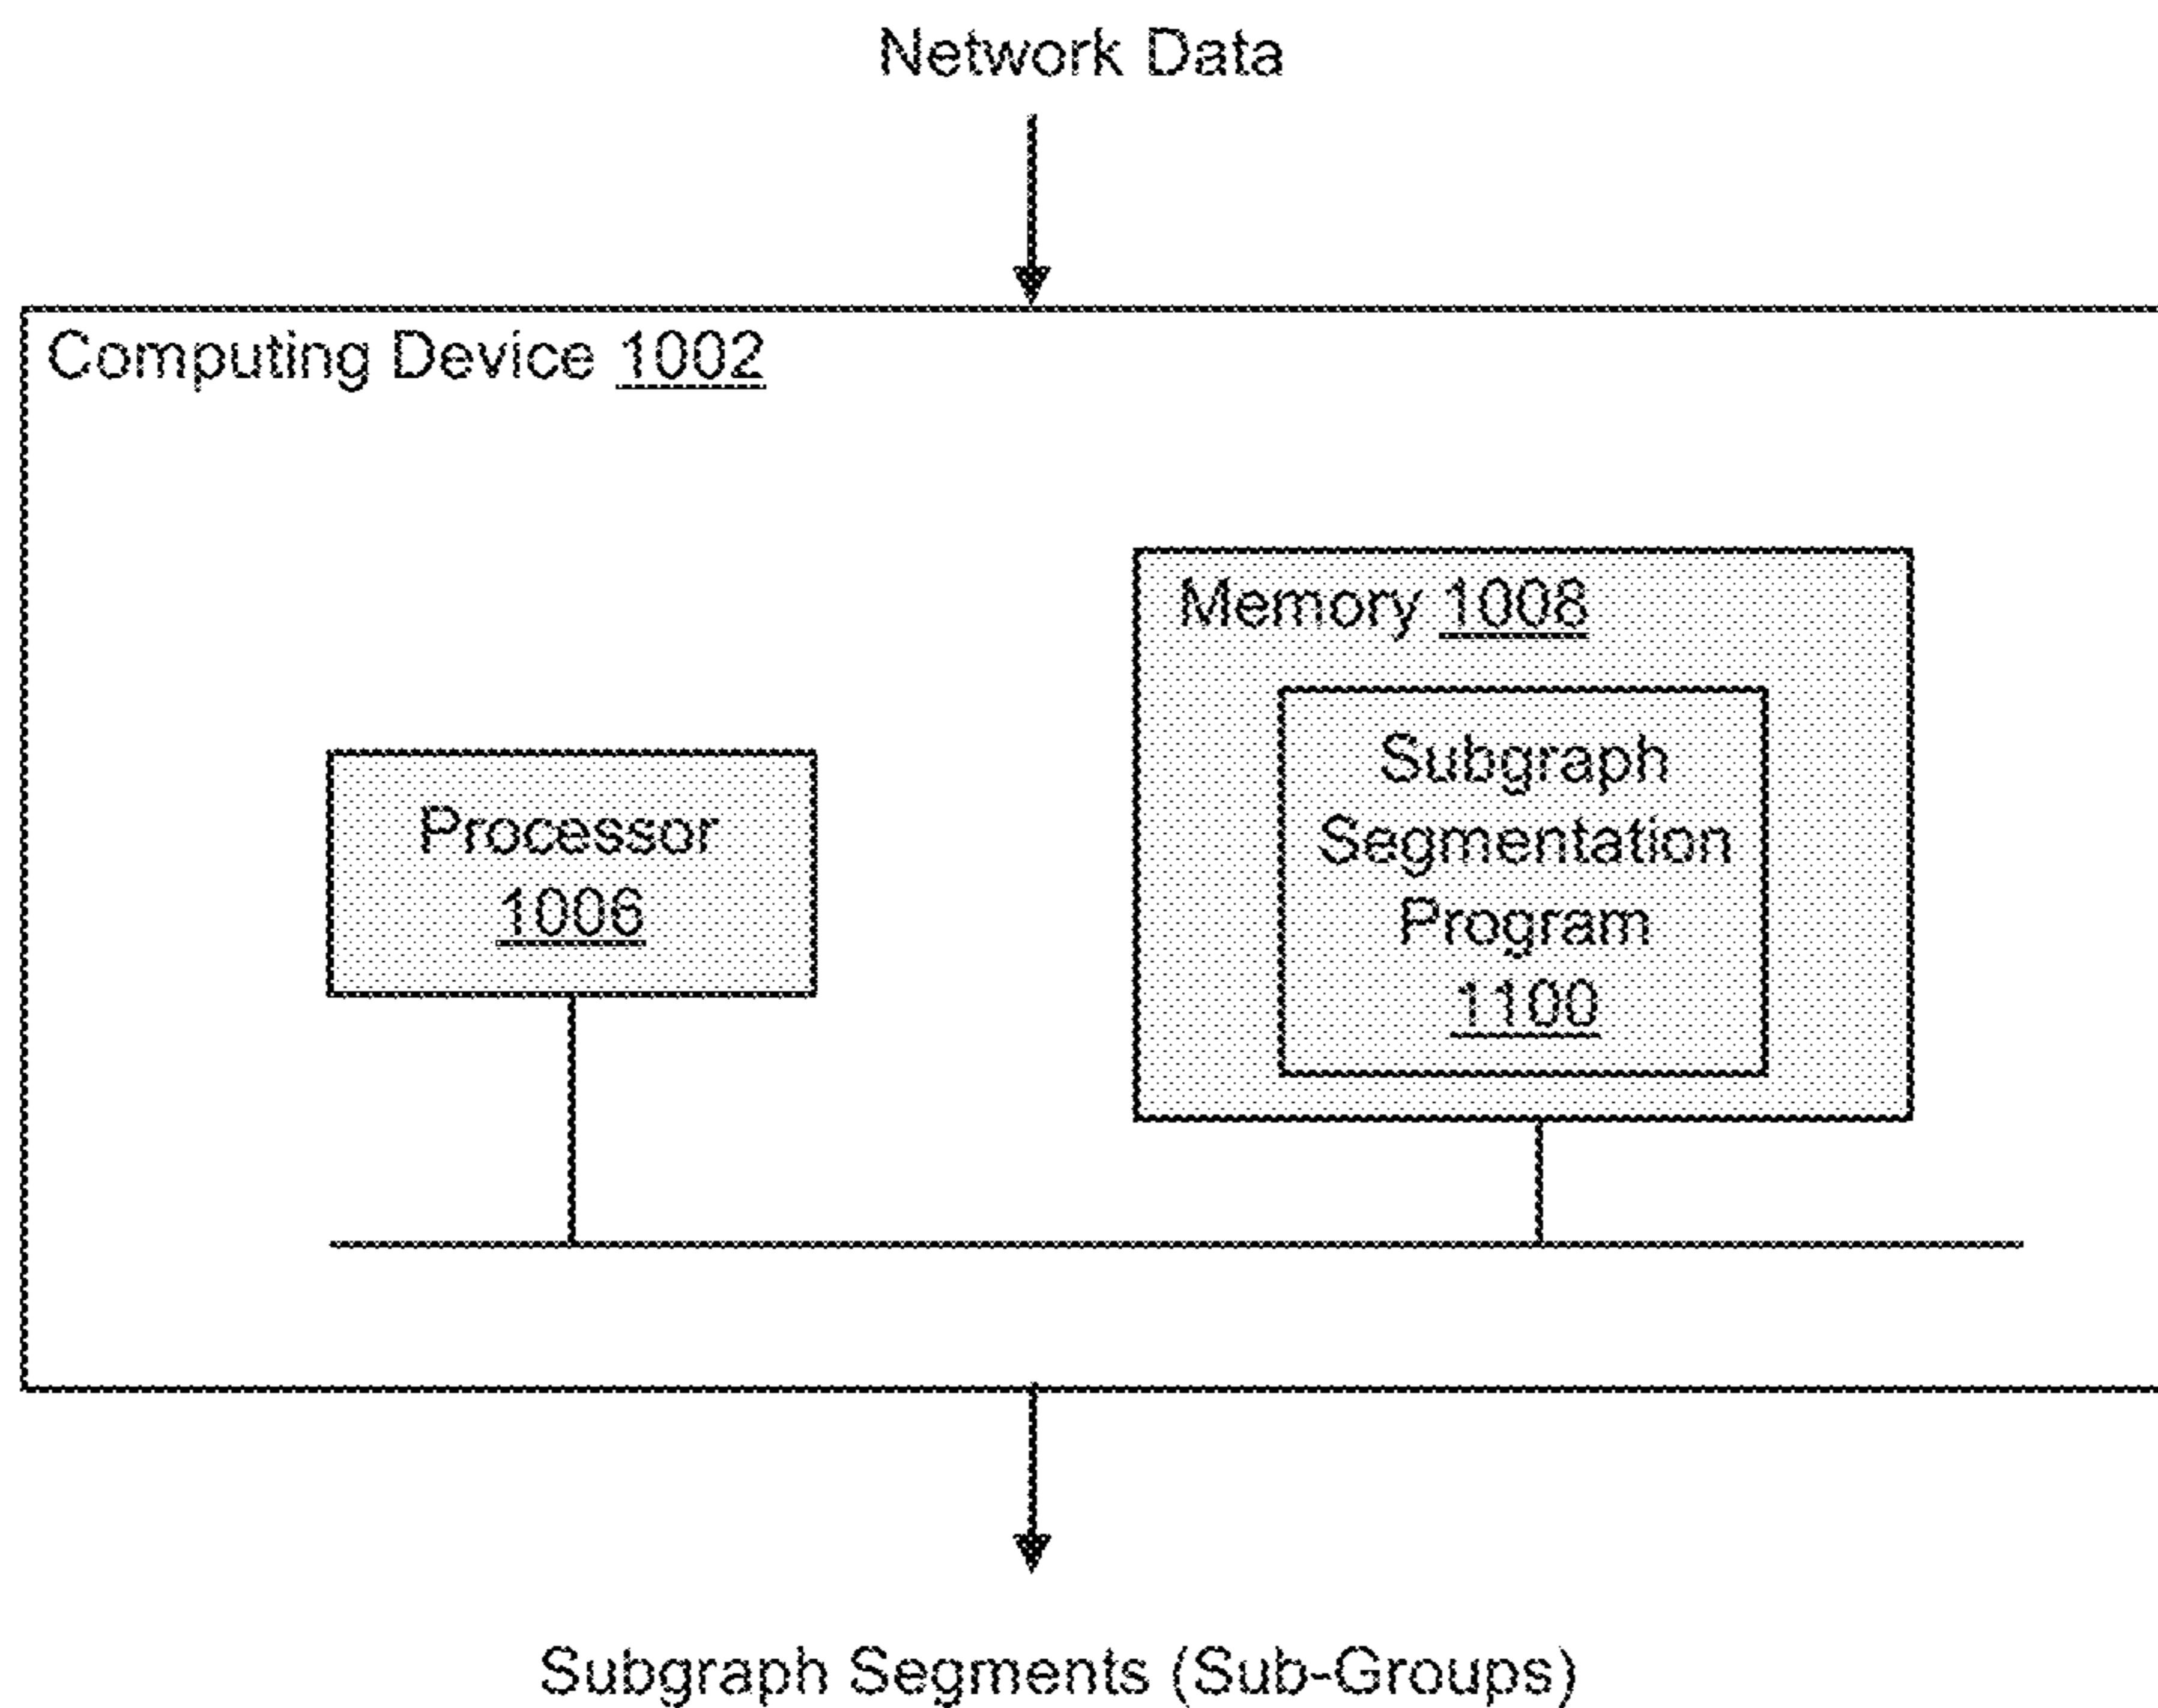 Network Data
Computing Device 1002
Memory 1008
Subgraph
Segmentation
Program
1100
Processor
1006
Subgraph Segments (Sub-Groups)